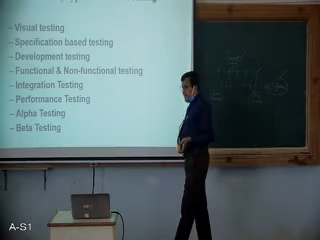 Testing
– Visual testing
– Specification based testing
– Development testing
– Functional & Non-functional testing
– Integration Testing
– Performance Testing
– Alpha Testing
– Beta Testing
A-S1